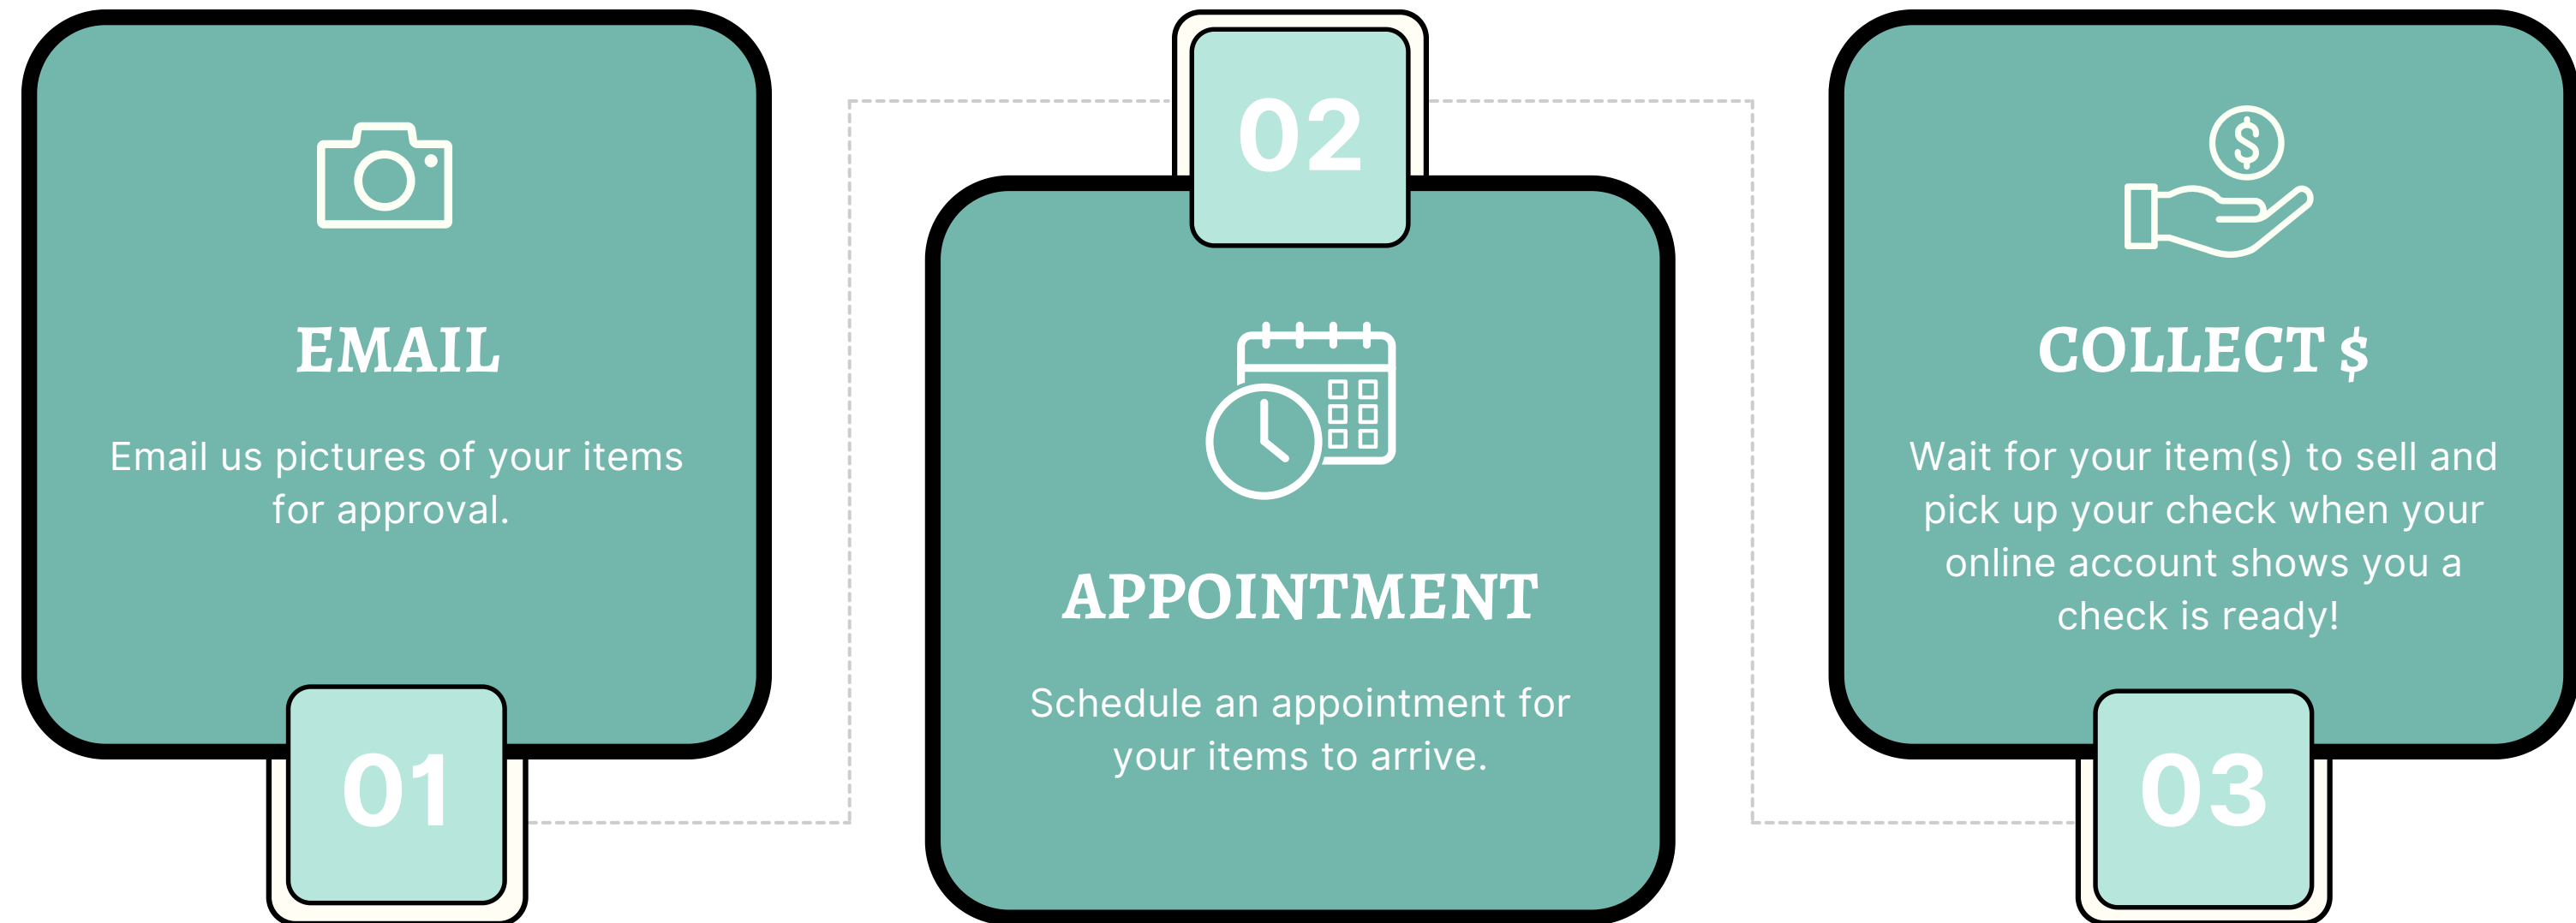 EMAIL
Email us pictures of your items
for approval.
01
02
APPOINTMENT
Schedule an appointment for
your items to arrive.
$
COLLECT $
Wait for your item(s) to sell and
pick up your check when your
online account shows you a
check is ready!
03